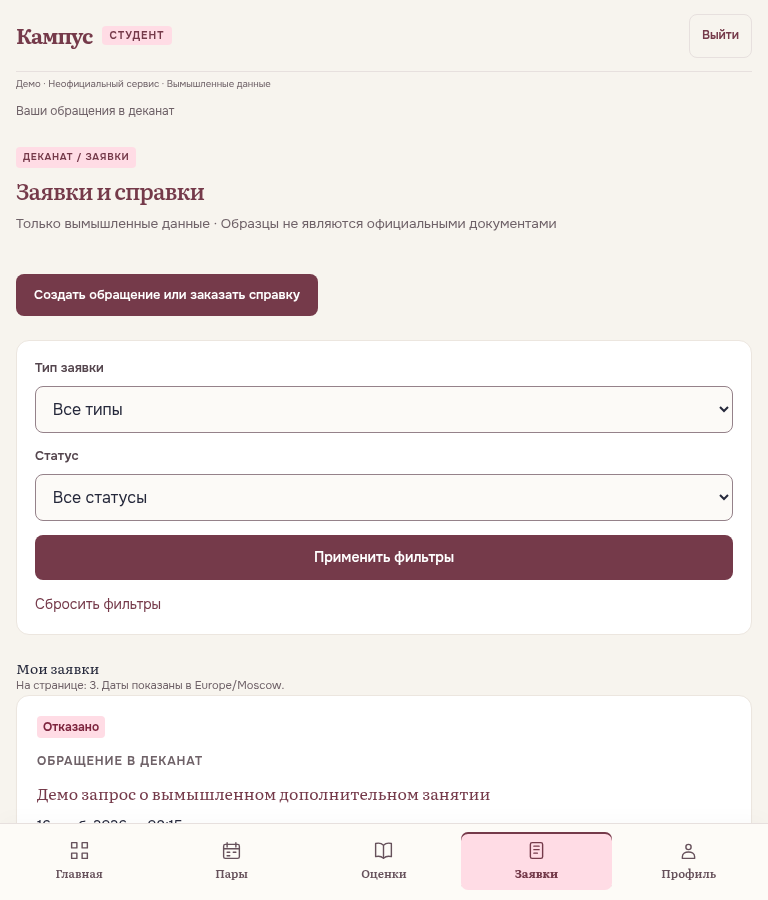 Кампус СТУДЕНТ Выйти
Демо · Неофициальный сервис · Вымышленные данные
Ваши обращения в деканат
ДЕКАНАТ / ЗАЯВКИ
Заявки и справки
Только вымышленные данные · Образцы не являются официальными документами
Создать обращение или заказать справку
Тип заявки
Все типы
Статус
Все статусы
Применить фильтры
Сбросить фильтры
Мои заявки
На странице: 3. Даты показаны в Europe/Moscow.
Отказано
ОБРАЩЕНИЕ В ДЕКАНАТ
Демо запрос о вымышленном дополнительном занятии
Главная Пары Оценки Заявки Профиль